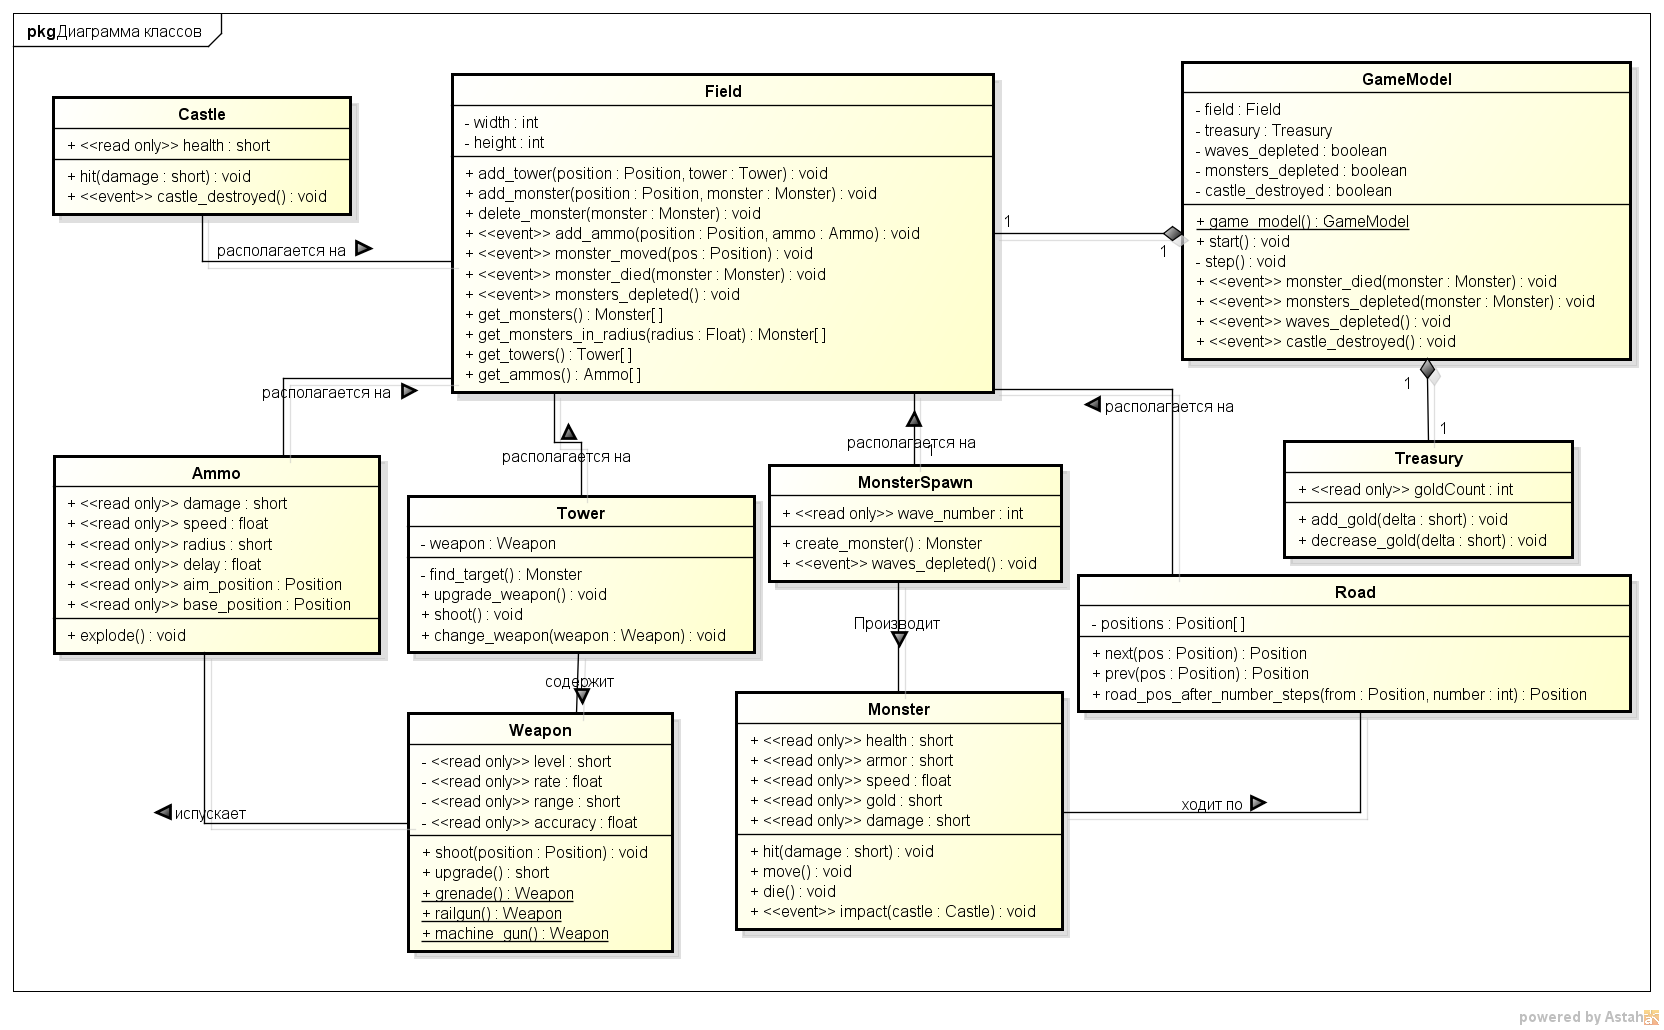 pkg Диаграмма классов
Castle
+ <<read only>> health : short
+ hit(damage : short) : void
+ <<event>> castle_destroyed() : void
располагается на
Field
- width : int
- height : int
+ add_tower(position : Position, tower : Tower) : void
+ add_monster(position : Position, monster : Monster) : void
+ delete_monster(monster : Monster) : void
+ <<event>> add_ammo(position : Position, ammo : Ammo) : void
+ <<event>> monster_moved(pos : Position) : void
+ <<event>> monster_died(monster : Monster) : void
+ <<event>> monsters_depleted() : void
+ get_monsters() : Monster[ ]
+ get_monsters_in_radius(radius : Float) : Monster[ ]
+ get_towers() : Tower[ ]
+ get_ammos() : Ammo[ ]
1
1
GameModel
- field : Field
- treasury : Treasury
- waves_depleted : boolean
- monsters_depleted : boolean
- castle_destroyed : boolean
+ game_model() : GameModel
+ start() : void
- step() : void
+ <<event>> monster_died(monster : Monster) : void
+ <<event>> monsters_depleted(monster : Monster) : void
+ <<event>> waves_depleted() : void
+ <<event>> castle_destroyed() : void
1
1
располагается на
располагается на
располагается на
1
располагается на
Ammo
+ <<read only>> damage : short
+ <<read only>> speed : float
+ <<read only>> radius : short
+ <<read only>> delay : float
+ <<read only>> aim_position : Position
+ <<read only>> base_position : Position
+ explode() : void
Tower
- weapon : Weapon
- find_target() : Monster
+ upgrade_weapon() : void
+ shoot() : void
+ change_weapon(weapon : Weapon) : void
MonsterSpawn
+ <<read only>> wave_number : int
+ create_monster() : Monster
+ <<event>> waves_depleted() : void
Treasury
+ <<read only>> goldCount : int
+ add_gold(delta : short) : void
+ decrease_gold(delta : short) : void
Road
- positions : Position[ ]
+ next(pos : Position) : Position
+ prev(pos : Position) : Position
+ road_pos_after_number_steps(from : Position, number : int) : Position
Производит
содержит
испускает
Weapon
- <<read only>> level : short
- <<read only>> rate : float
- <<read only>> range : short
- <<read only>> accuracy : float
+ shoot(position : Position) : void
+ upgrade() : short
+ grenade() : Weapon
+ railgun() : Weapon
+ machine_gun() : Weapon
Monster
+ <<read only>> health : short
+ <<read only>> armor : short
+ <<read only>> speed : float
+ <<read only>> gold : short
+ <<read only>> damage : short
+ hit(damage : short) : void
+ move() : void
+ die() : void
+ <<event>> impact(castle : Castle) : void
ходит по
powered by Astah